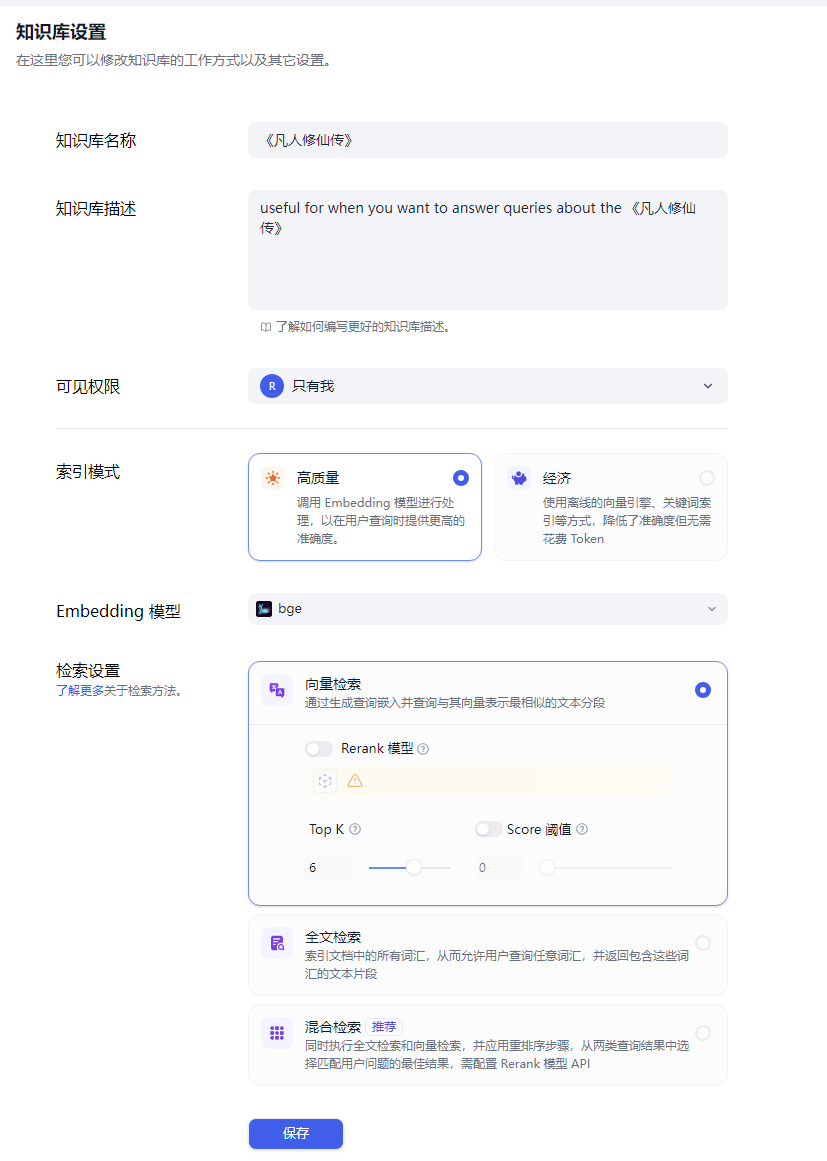 知识库设置
在这里您可以修改知识库的工作方式以及其它设置。
知识库名称
《凡人修仙传》
知识库描述
useful for when you want to answer queries about the 《凡人修仙
传》
了解如何编写更好的知识库描述。
可见权限
R 只有我
索引模式
高质量
调用 Embedding 模型进行处
理，以在用户查询时提供更高的
准确度。
经济
使用离线的向量引擎、关键词索
引等方式，降低了准确度但无需
花费 Token
Embedding 模型
bge
检索设置
了解更多关于检索方法。
向量检索
通过生成查询嵌入并查询与其向量表示最相似的文本分段
Rerank 模型
Top K
Score 阈值
6
0
全文检索
索引文档中的所有词汇，从而允许用户查询任意词汇，并返回包含这些词
汇的文本片段
混合检索 推荐
同时执行全文检索和向量检索，并应用重排序步骤，从两类查询结果中选
择匹配用户问题的最佳结果，需配置 Rerank 模型 API
保存